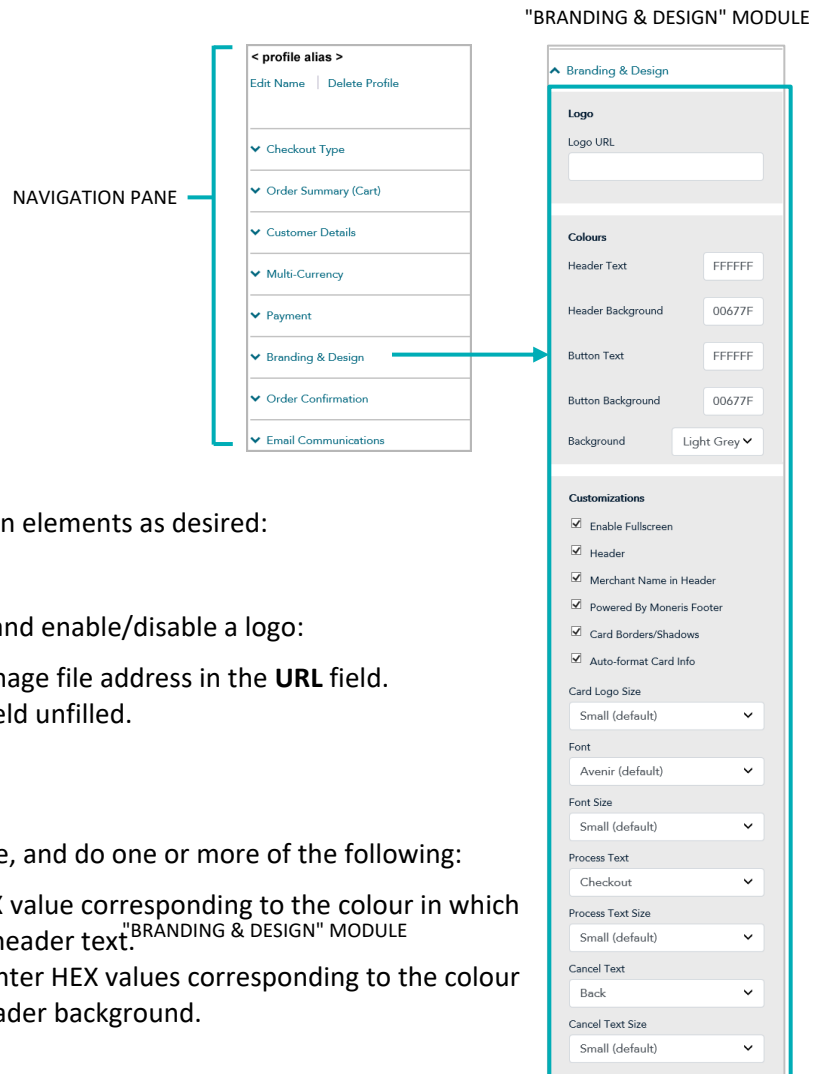 "BRANDING & DESIGN" MODULE
< profile alias >
Edit Name | Delete Profile
Checkout Type
Order Summary (Cart)
NAVIGATION PANE
Customer Details
Multi-Currency
Payment
Branding & Design
Order Confirmation
Email Communications
Branding & Design
Logo
Logo URL
Colours
Header Text FFFFFF
Header Background 00677F
Button Text FFFFFF
Button Background 00677F
Background Light Grey
Customizations
Enable Fullscreen
Header
Merchant Name in Header
Powered By Moneris Footer
Card Borders/Shadows
Auto-format Card Info
Card Logo Size
Small (default)
Font
Avenir (default)
Font Size
Small (default)
Process Text
Checkout
Process Text Size
Small (default)
Cancel Text
Back
Cancel Text Size
Small (default)
n elements as desired:
and enable/disable a logo:
age file address in the URL field.
eld unfilled.
e, and do one or more of the following:
X value corresponding to the colour in which
header text.
"BRANDING & DESIGN" MODULE
nter HEX values corresponding to the colour
ader background.